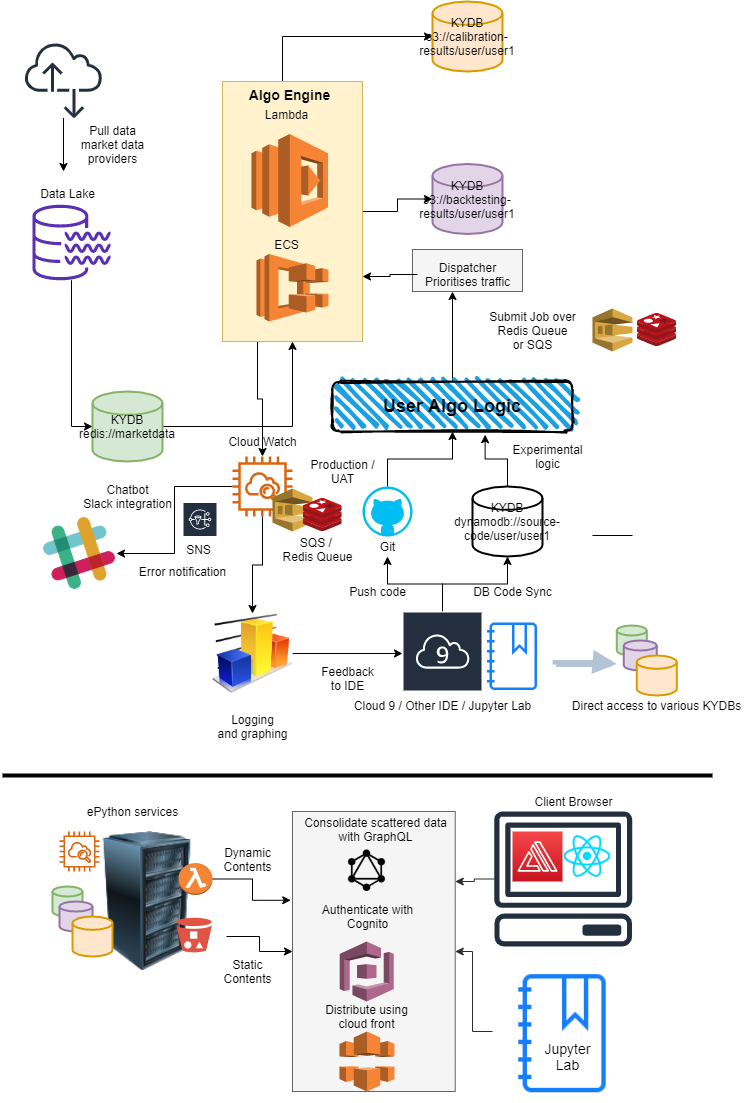 KYDB
s3://calibration-
results/user/user1
Algo Engine
Lambda
Pull data
market data
providers
Data Lake
KYDB
s3://backtesting-
results/user/user1
ECS
Dispatcher
Prioritises traffic
Submit Job over
Redis Queue
or SQS
User Algo Logic
KYDB
redis://marketdata
Cloud Watch
Experimental
logic
Production /
UAT
Chatbot
Slack integration
KYDB
dynamodb://source-
code/user/user1
SNS
SQS /
Redis Queue
Git
Error notification
Push code
DB Code Sync
9
Feedback
to IDE
Cloud 9 / Other IDE / Jupyter Lab
Direct access to various KYDBs
Logging
and graphing
ePython services
Client Browser
Consolidate scattered data
with GraphQL
Dynamic
Contents
Authenticate with
Cognito
Static
Contents
Distribute using
cloud front
Jupyter
Lab